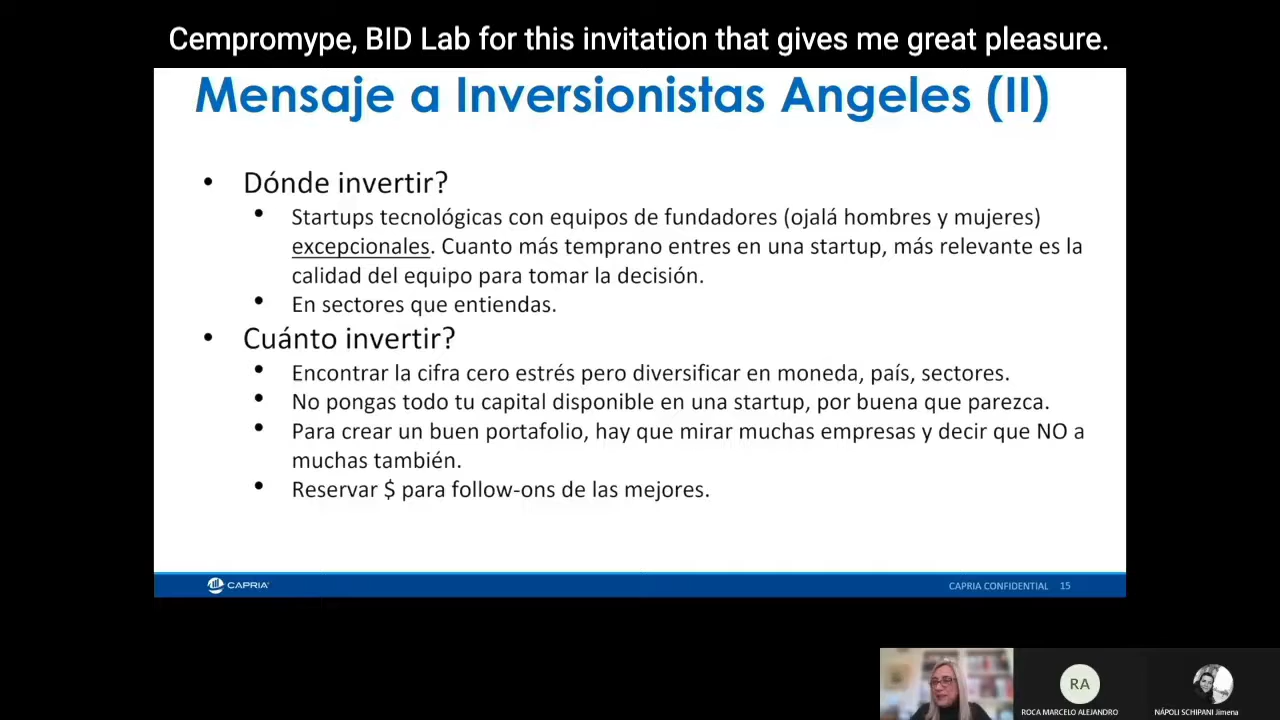 Cempromype, BID Lab for this invitation that gives me great pleasure.
Mensaje a Inversionistas Angeles (II)
• Dónde invertir?
• Startups tecnológicas con equipos de fundadores (ojalá hombres y mujeres)
excepcionales. Cuanto más temprano entres en una startup, más relevante es la
calidad del equipo para tomar la decisión.
• En sectores que entiendas.
• Cuánto invertir?
• Encontrar la cifra cero estrés pero diversificar en moneda, país, sectores.
• No pongas todo tu capital disponible en una startup, por buena que parezca.
• Para crear un buen portafolio, hay que mirar muchas empresas y decir que NO a
muchas también.
• Reservar $ para follow-ons de las mejores.
CAPRIA
CAPRIA CONFIDENTIAL 15
RA
ROCA MARCELO ALEJANDRO
NÁPOLI SCHIPANI Jimena